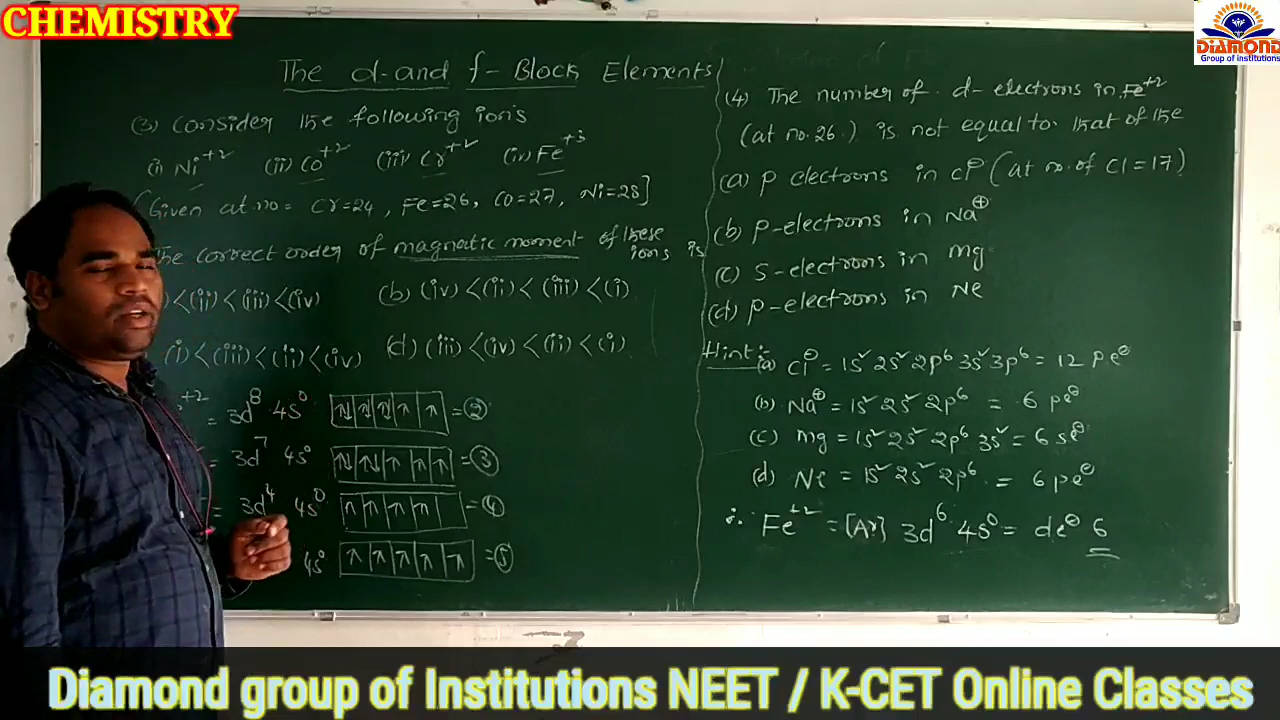 CHEMISTRY
DIAMOND
Group of institutions
The d-and f-Block Elements
(3) Consider the following ions
(i) Ni+2 (ii) Co+2 (iii) Cr+2 (iv) Fe+3
(Given at.no = Cr=24, Fe=26, Co=27, Ni=28]
The correct order of magnetic moment of these
ions is
<(ii)<(iii)<(iv) (b) (iv)<(ii)<(iii)<(i)
(i)<(iii)<(ii)<(iv) (d) (iii)<(iv)<(ii)<(i)
+2 = 3d8 4s0 = 2
= 3d7 4s0 = 3
= 3d4 4s0 = 4
4s0 = 5
(4) The number of d-electrons in Fe+2
(at no.26.) is not equal to that of the
(a) p electrons in Cl⊖ (at no. of Cl=17)
(b) p-electrons in Na⊕
(c) s-electrons in mg
(d) p-electrons in Ne
Hint:-
(a) Cl⊖ = 1s2 2s2 2p6 3s2 3p6 = 12 pe⊖
(b) Na⊕ = 1s2 2s2 2p6 = 6 pe⊖
(c) mg = 1s2 2s2 2p6 3s2 = 6 se⊖
(d) Ne = 1s2 2s2 2p6 = 6 pe⊖
∴ Fe+2 = [Ar] 3d6 4s0 = de⊖ 6
Diamond group of Institutions NEET / K-CET Online Classes